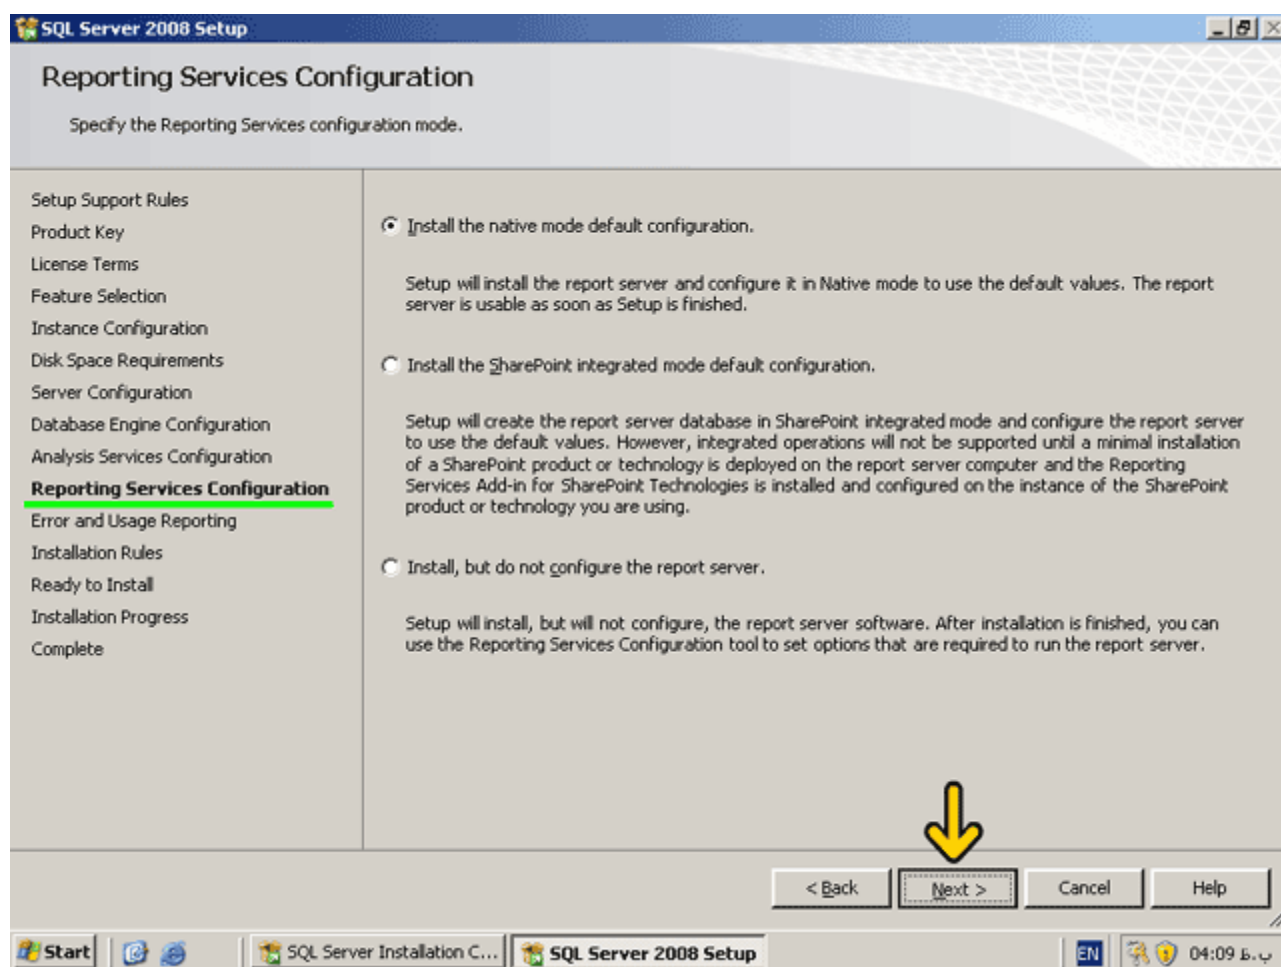 SQL Server 2008 Setup
Reporting Services Configuration
Specify the Reporting Services configuration mode.
Setup Support Rules
Product Key
License Terms
Feature Selection
Instance Configuration
Disk Space Requirements
Server Configuration
Database Engine Configuration
Analysis Services Configuration
Reporting Services Configuration
Error and Usage Reporting
Installation Rules
Ready to Install
Installation Progress
Complete
Install the native mode default configuration.
Setup will install the report server and configure it in Native mode to use the default values. The report
server is usable as soon as Setup is finished.
Install the SharePoint integrated mode default configuration.
Setup will create the report server database in SharePoint integrated mode and configure the report server
to use the default values. However, integrated operations will not be supported until a minimal installation
of a SharePoint product or technology is deployed on the report server computer and the Reporting
Services Add-in for SharePoint Technologies is installed and configured on the instance of the SharePoint
product or technology you are using.
Install, but do not configure the report server.
Setup will install, but will not configure, the report server software. After installation is finished, you can
use the Reporting Services Configuration tool to set options that are required to run the report server.
< Back
Next >
Cancel
Help
Start
SQL Server Installation C...
SQL Server 2008 Setup
EN
04:09 ب.ظ